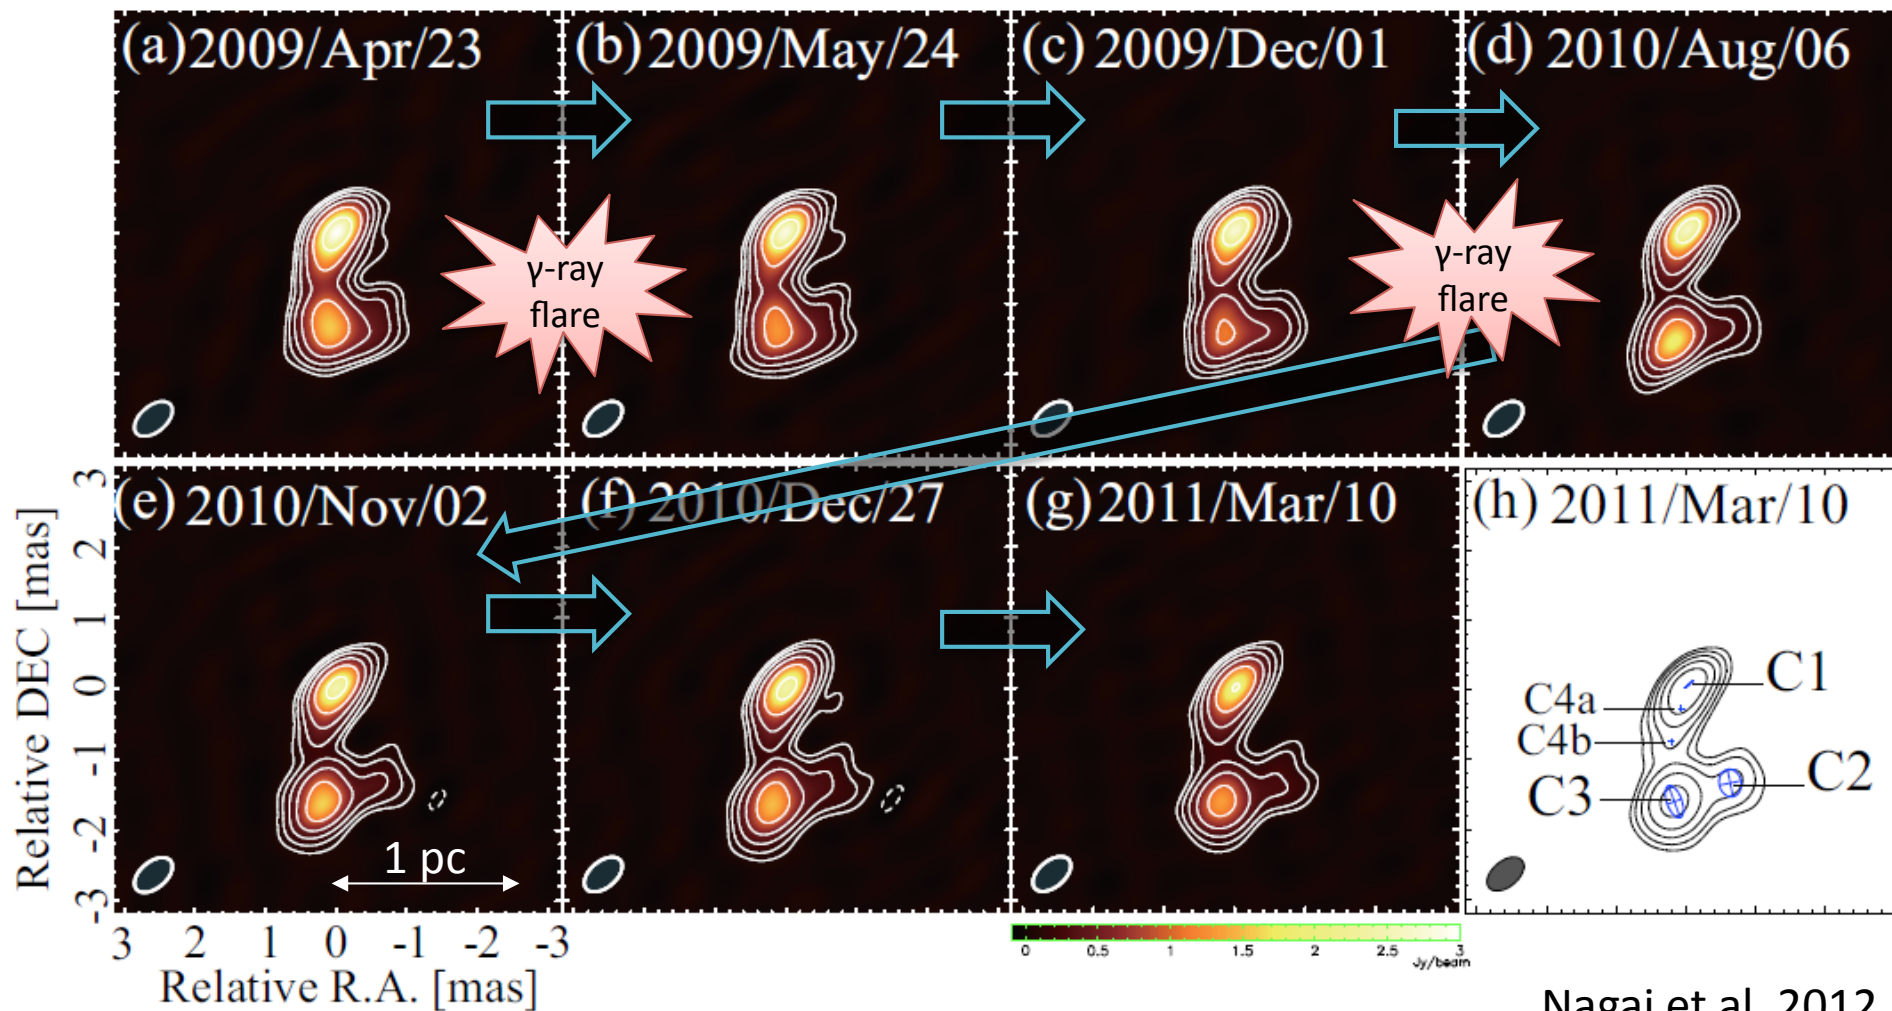 (a) 2009/Apr/23
(b) 2009/May/24
(c) 2009/Dec/01
(d) 2010/Aug/06
γ-ray
flare
γ-ray
flare
(e) 2010/Nov/02
(f) 2010/Dec/27
(g) 2011/Mar/10
(h) 2011/Mar/10
Relative DEC [mas]
3
2
1
0
-1
-2
-3
1 pc
C1
C4a
C4b
C2
C3
3 2 1 0 -1 -2 -3
Relative R.A. [mas]
0 0.5 1 1.5 2 2.5 3
Jy/beam
Nagai et al. 2012